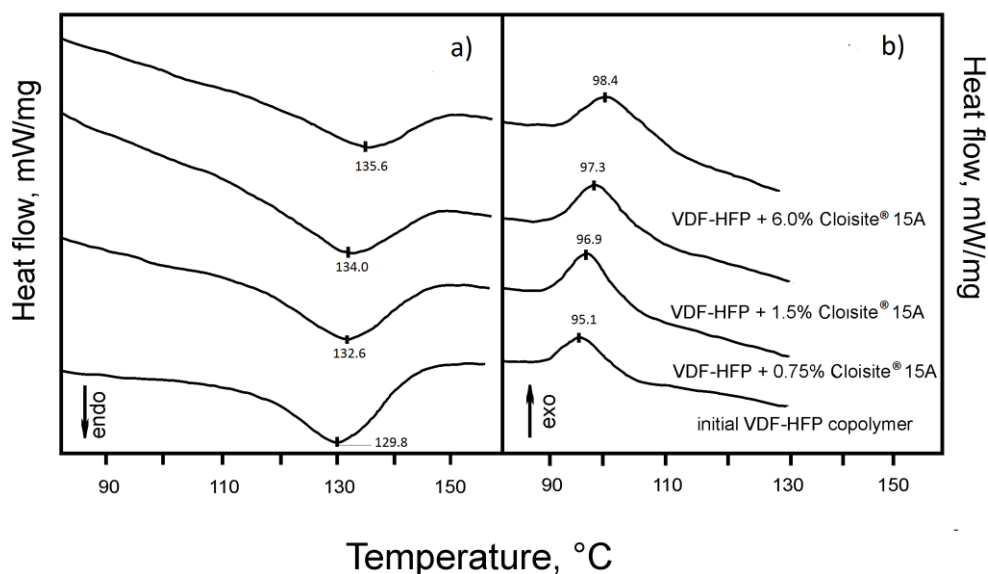 a)
b)
Heat flow, mW/mg
135.6
134.0
132.6
129.8
endo
98.4
97.3
96.9
95.1
exo
VDF-HFP + 6.0% Cloisite® 15A
VDF-HFP + 1.5% Cloisite® 15A
VDF-HFP + 0.75% Cloisite® 15A
initial VDF-HFP copolymer
Heat flow, mW/mg
90 110 130 150 90 110 130 150
Temperature, °C